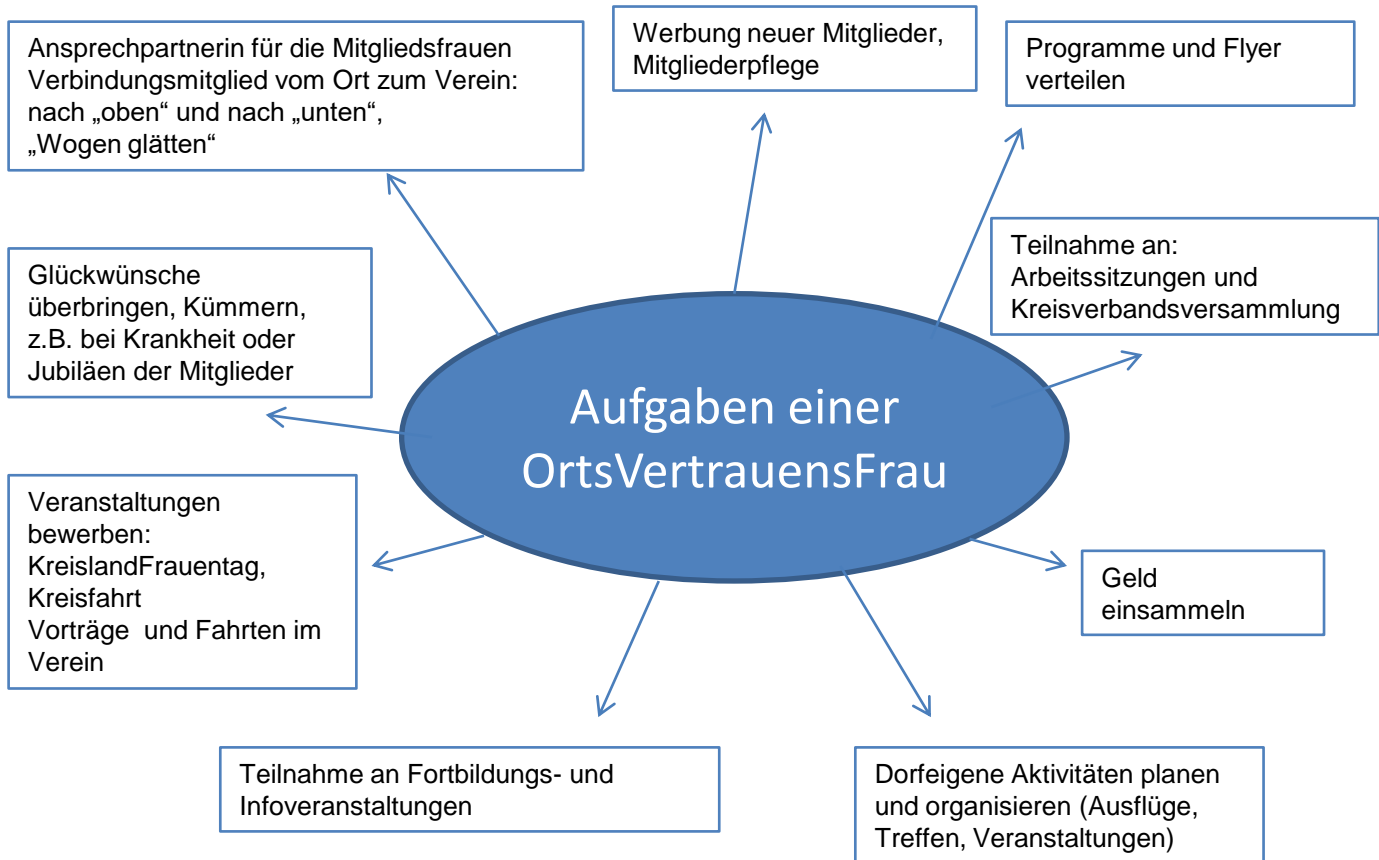 Ansprechpartnerin für die Mitgliedsfrauen
Verbindungsmitglied vom Ort zum Verein:
nach „oben“ und nach „unten“,
„Wogen glätten“
Werbung neuer Mitglieder,
Mitgliederpflege
Programme und Flyer
verteilen
Glückwünsche
überbringen, Kümmern,
z.B. bei Krankheit oder
Jubiläen der Mitglieder
Teilnahme an:
Arbeitssitzungen und
Kreisverbandsversammlung
Aufgaben einer
OrtsVertrauensFrau
Veranstaltungen
bewerben:
KreislandFrauentag,
Kreisfahrt
Vorträge und Fahrten im
Verein
Geld
einsammeln
Teilnahme an Fortbildungs- und
Infoveranstaltungen
Dorfeigene Aktivitäten planen
und organisieren (Ausflüge,
Treffen, Veranstaltungen)